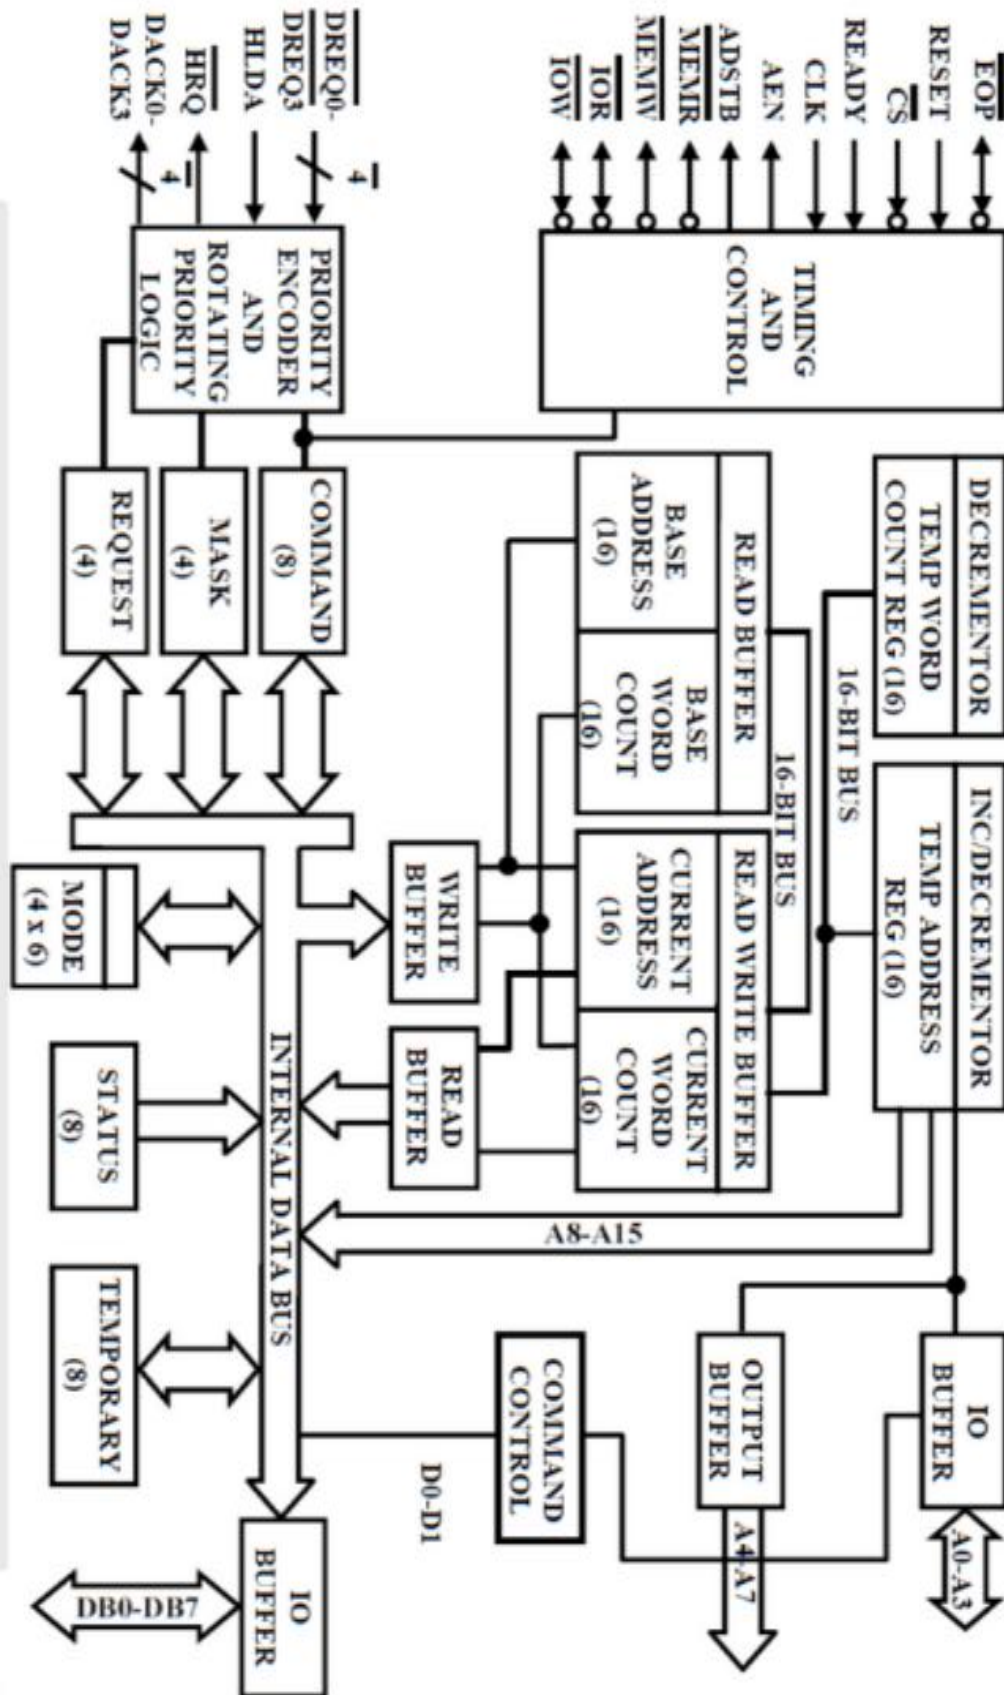 EOP
RESET
CS
READY
CLK
AEN
ADSTB
MEMR
MEMW
IOR
IOW
TIMING
AND
CONTROL
DREQ0-
DREQ3
4
HLDA
HRQ
4
DACK0-
DACK3
PRIORITY
ENCODER
AND
ROTATING
PRIORITY
LOGIC
DECREMENTOR
TEMP WORD
COUNT REG (16)
INC/DECREMENTOR
TEMP ADDRESS
REG (16)
16-BIT BUS
16-BIT BUS
READ BUFFER
BASE
ADDRESS
(16)
BASE
WORD
COUNT
(16)
READ WRITE BUFFER
CURRENT
ADDRESS
(16)
CURRENT
WORD
COUNT
(16)
COMMAND
(8)
MASK
(4)
REQUEST
(4)
WRITE
BUFFER
READ
BUFFER
MODE
(4 x 6)
STATUS
(8)
TEMPORARY
(8)
INTERNAL DATA BUS
A8-A15
IO
BUFFER
A0-A3
OUTPUT
BUFFER
A4-A7
COMMAND
CONTROL
D0-D1
IO
BUFFER
DB0-DB7